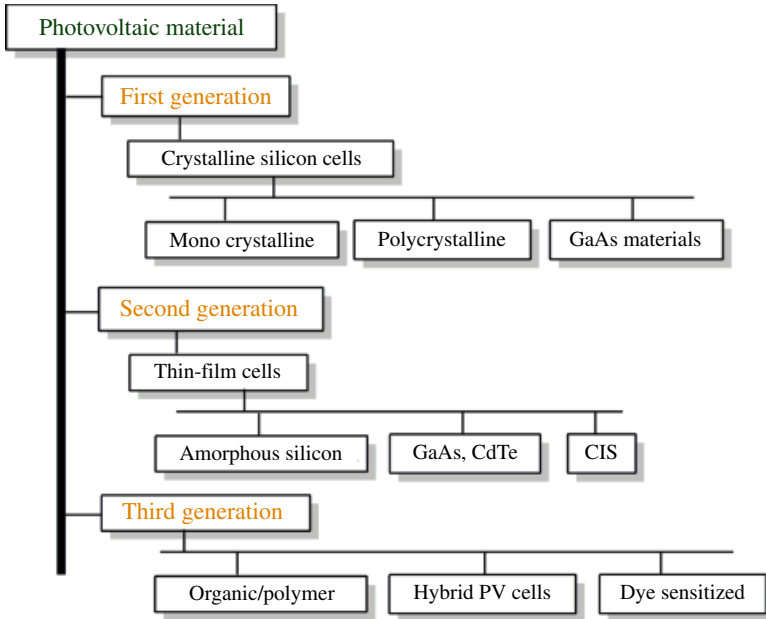 Photovoltaic material
First generation
Crystalline silicon cells
Mono crystalline
Polycrystalline
GaAs materials
Second generation
Thin-film cells
Amorphous silicon
GaAs, CdTe
CIS
Third generation
Organic/polymer
Hybrid PV cells
Dye sensitized